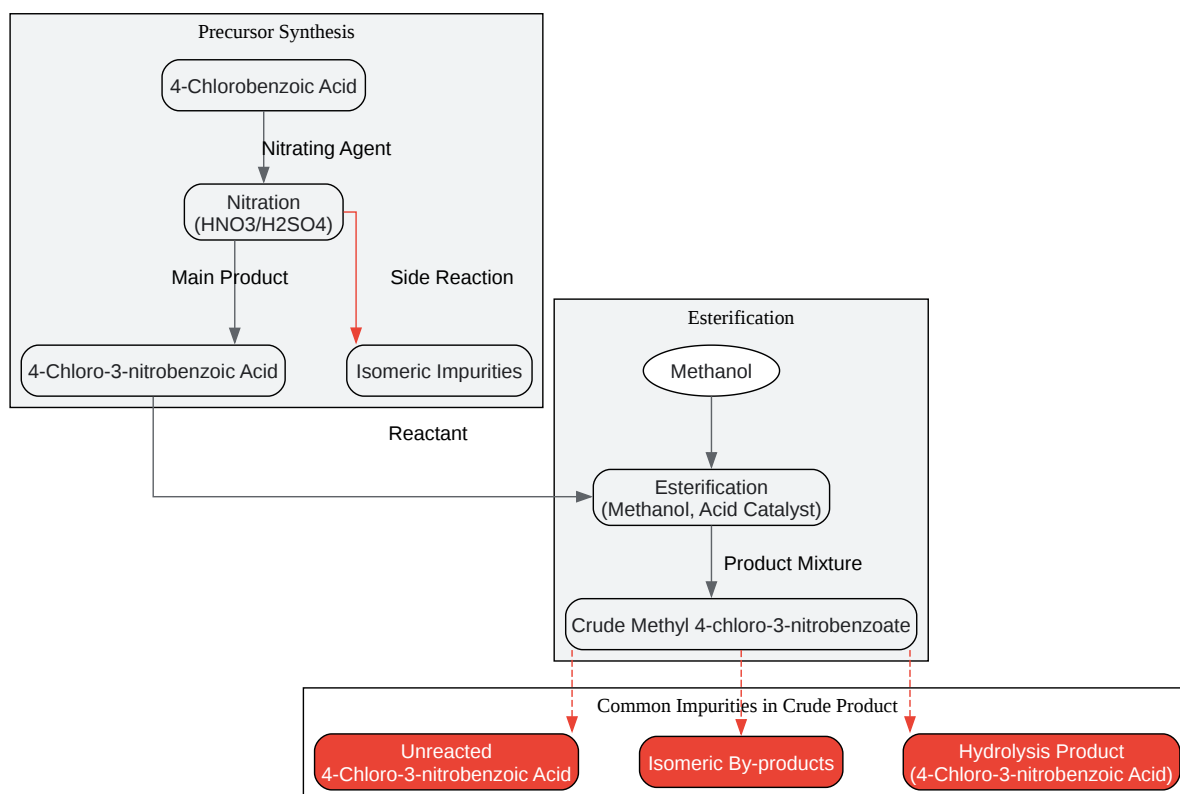 Precursor Synthesis
4-Chlorobenzoic Acid
Nitrating Agent
Nitration
(HNO3/H2SO4)
Main Product
Side Reaction
4-Chloro-3-nitrobenzoic Acid
Isomeric Impurities
Esterification
Methanol
Reactant
Esterification
(Methanol, Acid Catalyst)
Product Mixture
Crude Methyl 4-chloro-3-nitrobenzoate
Common Impurities in Crude Product
Unreacted
4-Chloro-3-nitrobenzoic Acid
Isomeric By-products
Hydrolysis Product
(4-Chloro-3-nitrobenzoic Acid)